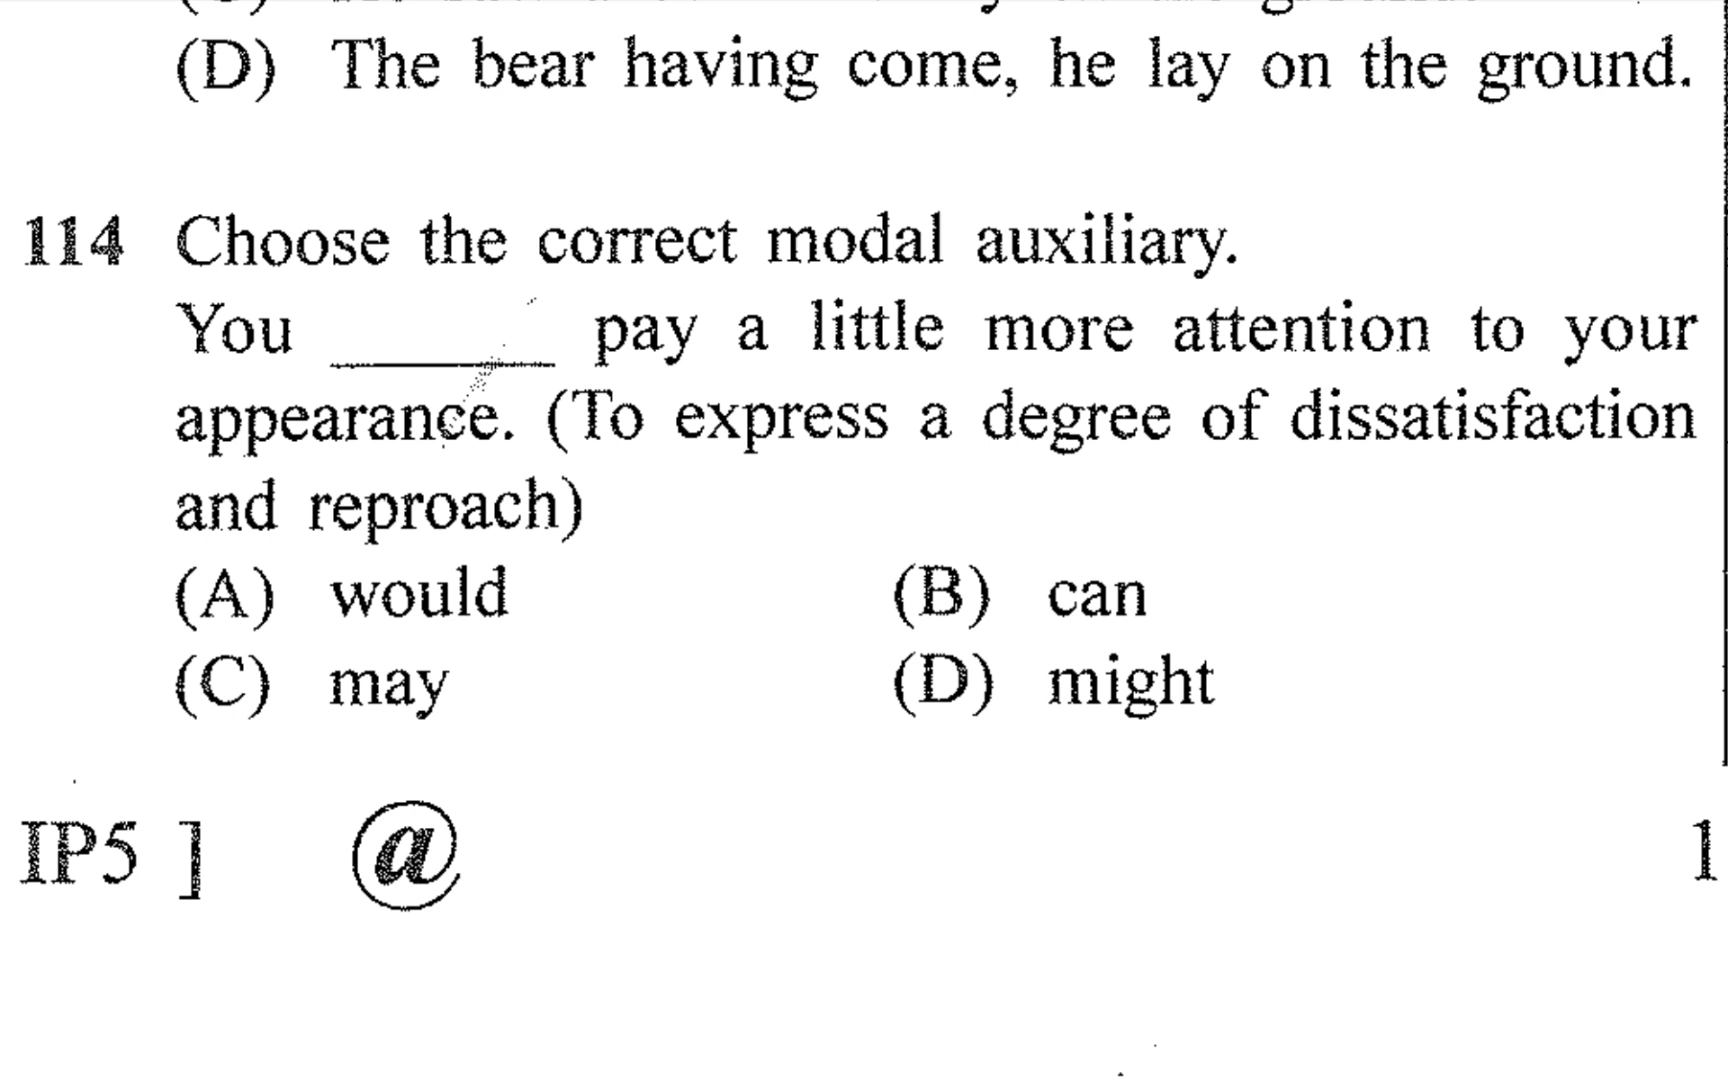 (D) The bear having come, he lay on the ground.
114 Choose the correct modal auxiliary.
You ______ pay a little more attention to your
appearance. (To express a degree of dissatisfaction
and reproach)
(A) would (B) can
(C) may (D) might
IP5 ] @ 1